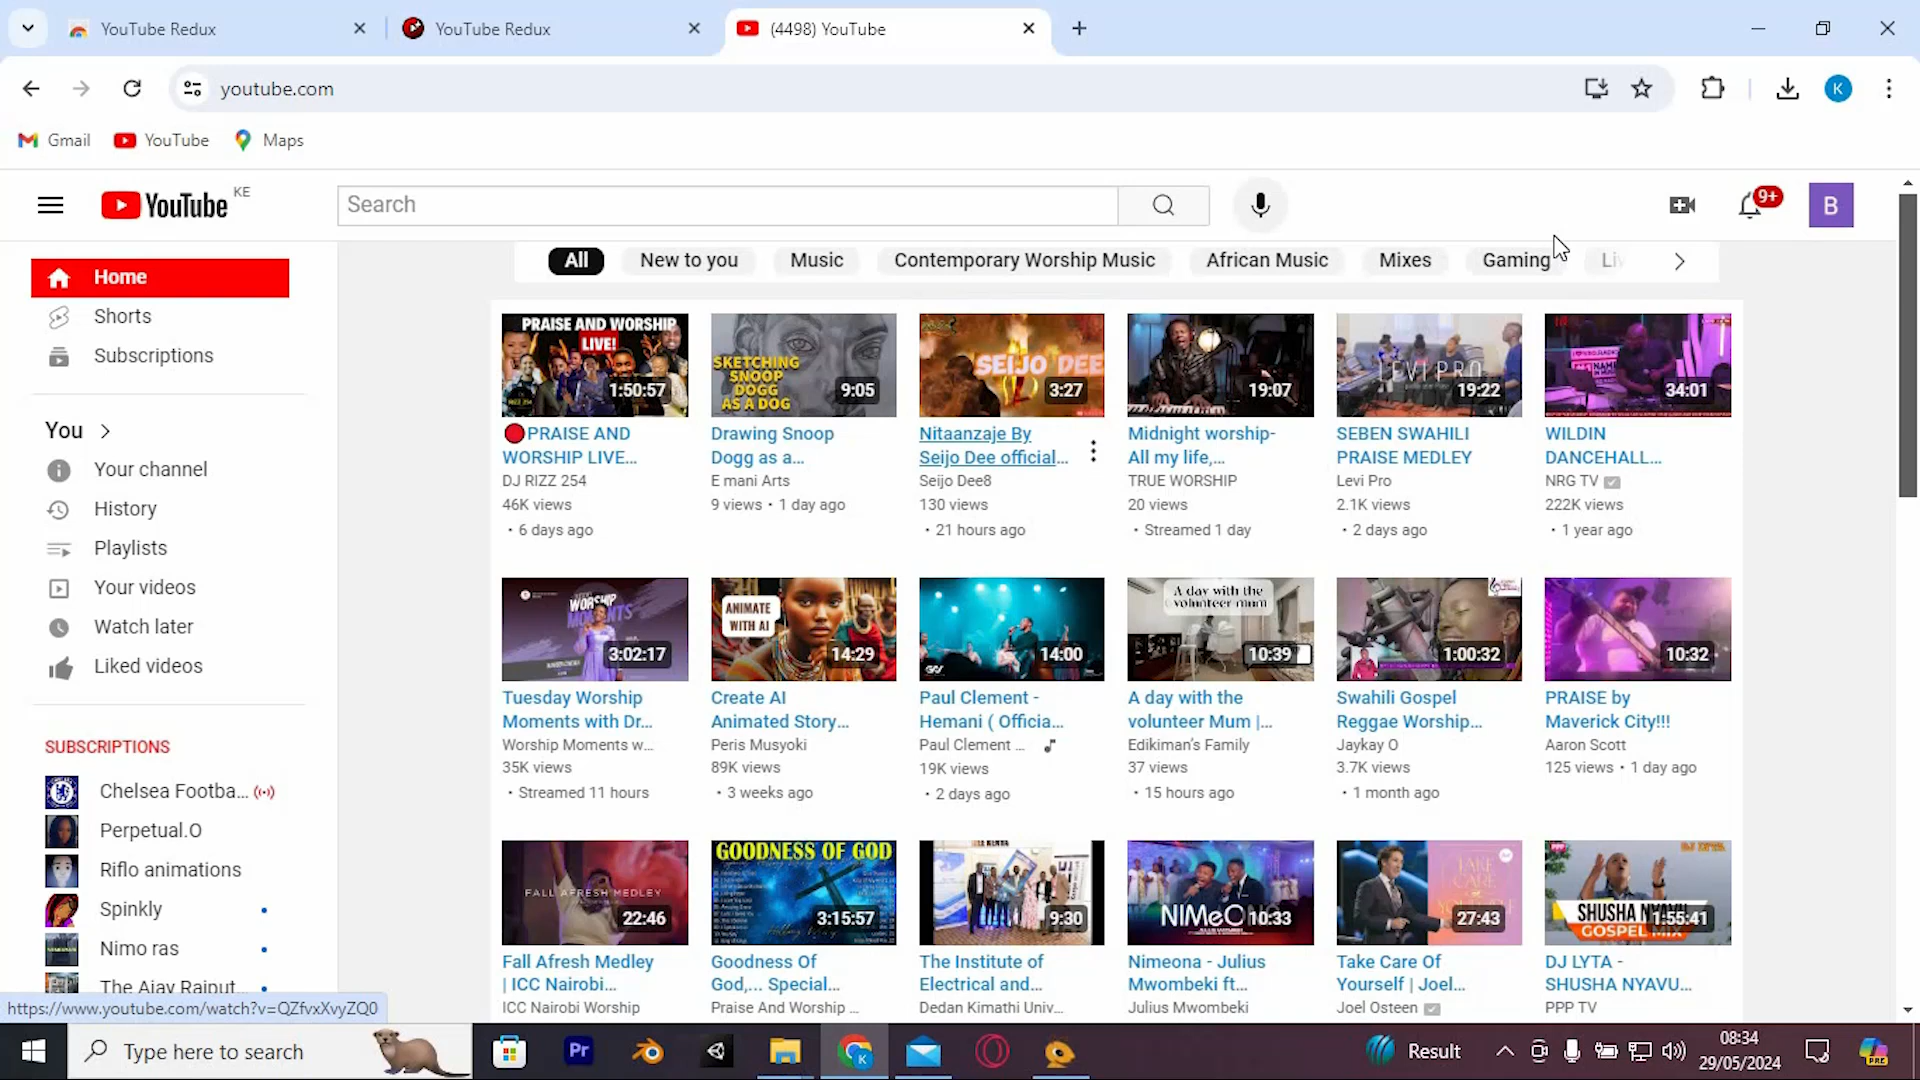 YouTube Redux
YouTube Redux
(4498) YouTube
youtube.com
K
Gmail
YouTube
Maps
YouTube KE
Search
9+
B
All
New to you
Music
Contemporary Worship Music
African Music
Mixes
Gaming
Liv
Home
Shorts
Subscriptions
You
Your channel
History
Playlists
Your videos
Watch later
Liked videos
SUBSCRIPTIONS
Chelsea Footba...
Perpetual.O
Riflo animations
Spinkly
Nimo ras
The Ajay Rajput...
PRAISE AND WORSHIP
LIVE!
1:50:57
🔴PRAISE AND
WORSHIP LIVE...
DJ RIZZ 254
46K views
• 6 days ago
SKETCHING
SNOOP
DOGG
AS A DOG
9:05
Drawing Snoop
Dogg as a...
E mani Arts
9 views • 1 day ago
SEIJO DEE
3:27
Nitaanzaje By
Seijo Dee official...
Seijo Dee8
130 views
• 21 hours ago
19:07
Midnight worship-
All my life,...
TRUE WORSHIP
20 views
• Streamed 1 day
LEVI PRO
19:22
SEBEN SWAHILI
PRAISE MEDLEY
Levi Pro
2.1K views
• 2 days ago
34:01
WILDIN
DANCEHALL...
NRG TV
222K views
• 1 year ago
WORSHIP
MOMENTS
3:02:17
Tuesday Worship
Moments with Dr...
Worship Moments w...
35K views
• Streamed 11 hours
ANIMATE
WITH AI
14:29
Create AI
Animated Story...
Peris Musyoki
89K views
• 3 weeks ago
14:00
Paul Clement -
Hemani ( Officia...
Paul Clement ...
19K views
• 2 days ago
A day with the
volunteer mum
10:39
A day with the
volunteer Mum |...
Edikiman's Family
37 views
• 15 hours ago
1:00:32
Swahili Gospel
Reggae Worship...
Jaykay O
3.7K views
• 1 month ago
10:32
PRAISE by
Maverick City!!!
Aaron Scott
125 views • 1 day ago
FALL AFRESH MEDLEY
22:46
Fall Afresh Medley
| ICC Nairobi...
ICC Nairobi Worship
GOODNESS OF GOD
3:15:57
Goodness Of
God,... Special...
Praise And Worship ...
9:30
The Institute of
Electrical and...
Dedan Kimathi Univ...
NIMeO
10:33
Nimeona - Julius
Mwombeki ft...
Julius Mwombeki
TAKE CARE
27:43
Take Care Of
Yourself | Joel...
Joel Osteen
SHUSHA NYAVU
GOSPEL MIX
1:55:41
DJ LYTA -
SHUSHA NYAVU...
PPP TV
https://www.youtube.com/watch?v=QZfvxXvyZQ0
Type here to search
Pr
K
Result
08:34
29/05/2024
PRE